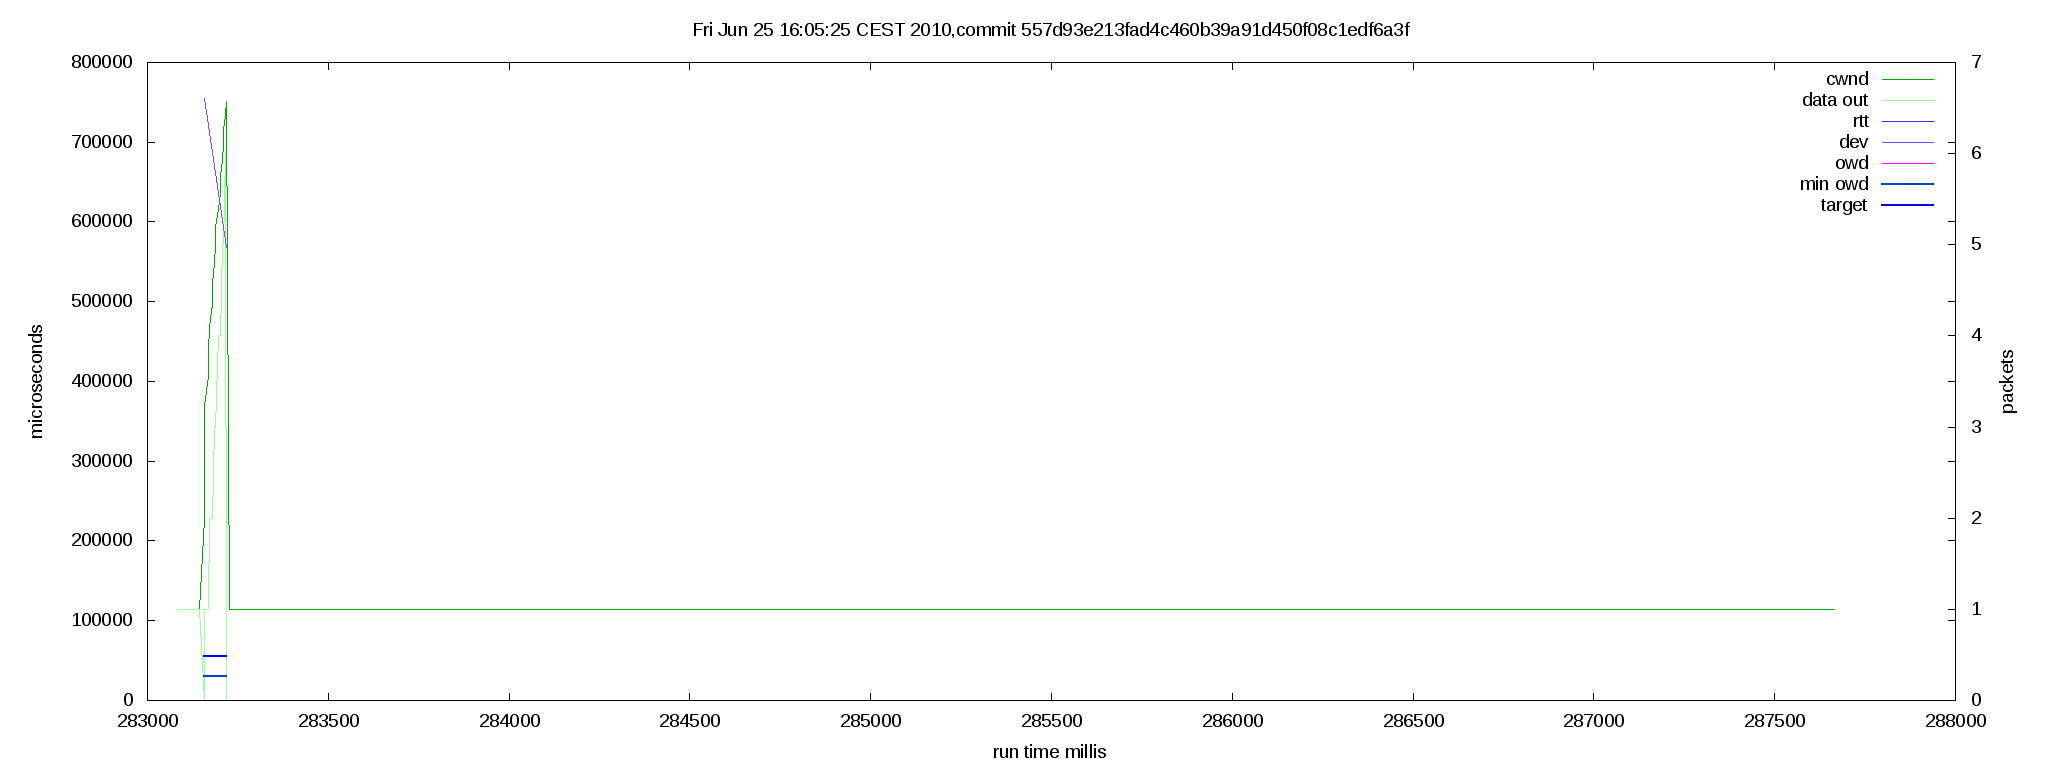 Fri Jun 25 16:05:25 CEST 2010,commit 557d93e213fad4c460b39a91d450f08c1edf6a3f
800000
700000
600000
500000
400000
300000
200000
100000
0
microseconds
7
6
5
4
3
2
1
0
packets
cwnd
data out
rtt
dev
owd
min owd
target
283000 283500 284000 284500 285000 285500 286000 286500 287000 287500 288000
run time millis